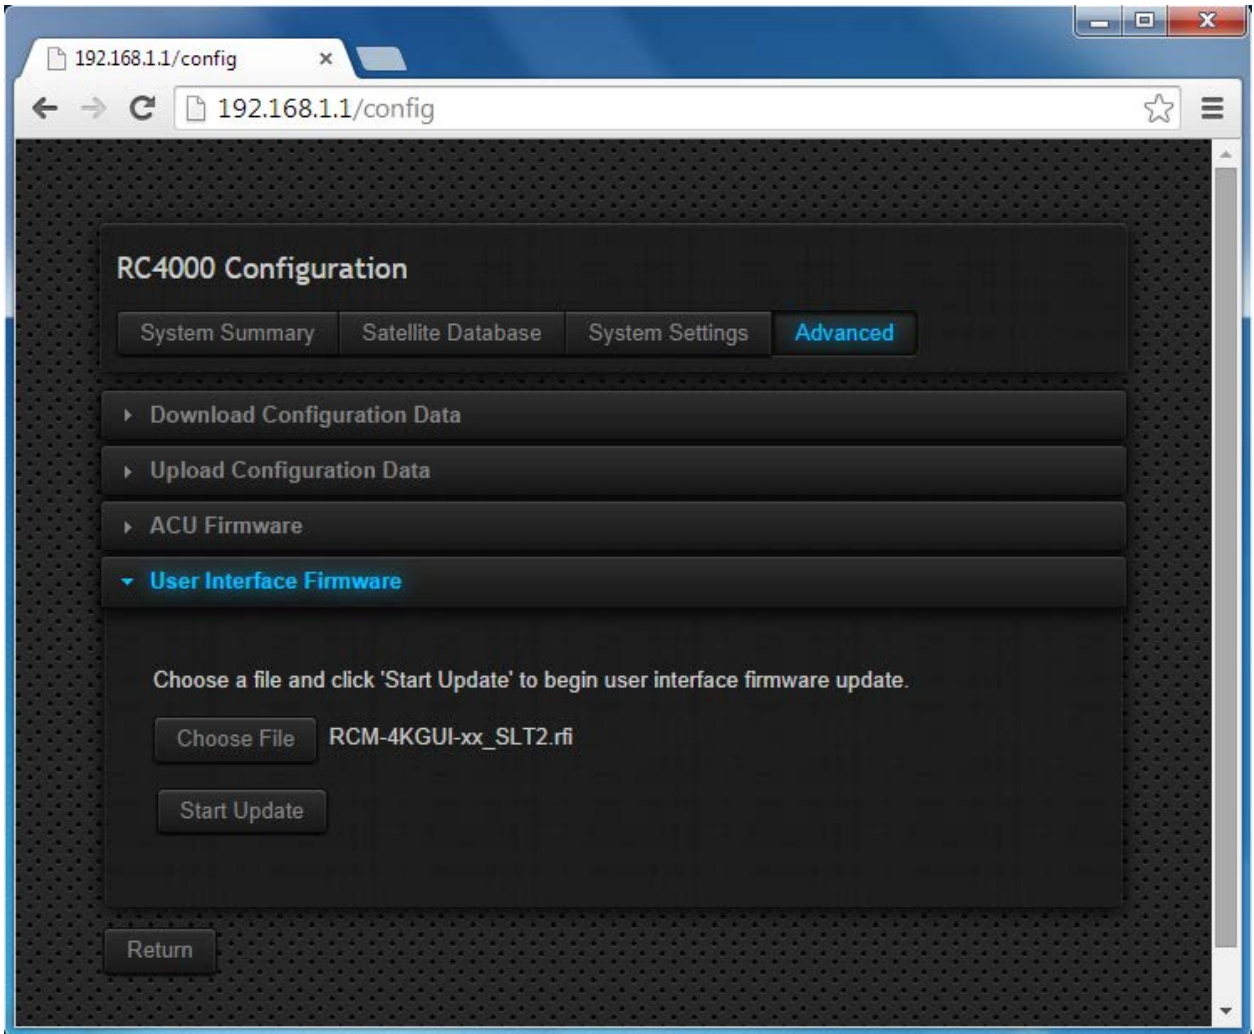 192.168.1.1/config
192.168.1.1/config
RC4000 Configuration
System Summary Satellite Database System Settings Advanced
Download Configuration Data
Upload Configuration Data
ACU Firmware
User Interface Firmware
Choose a file and click 'Start Update' to begin user interface firmware update.
Choose File RCM-4KGUI-xx_SLT2.rfi
Start Update
Return